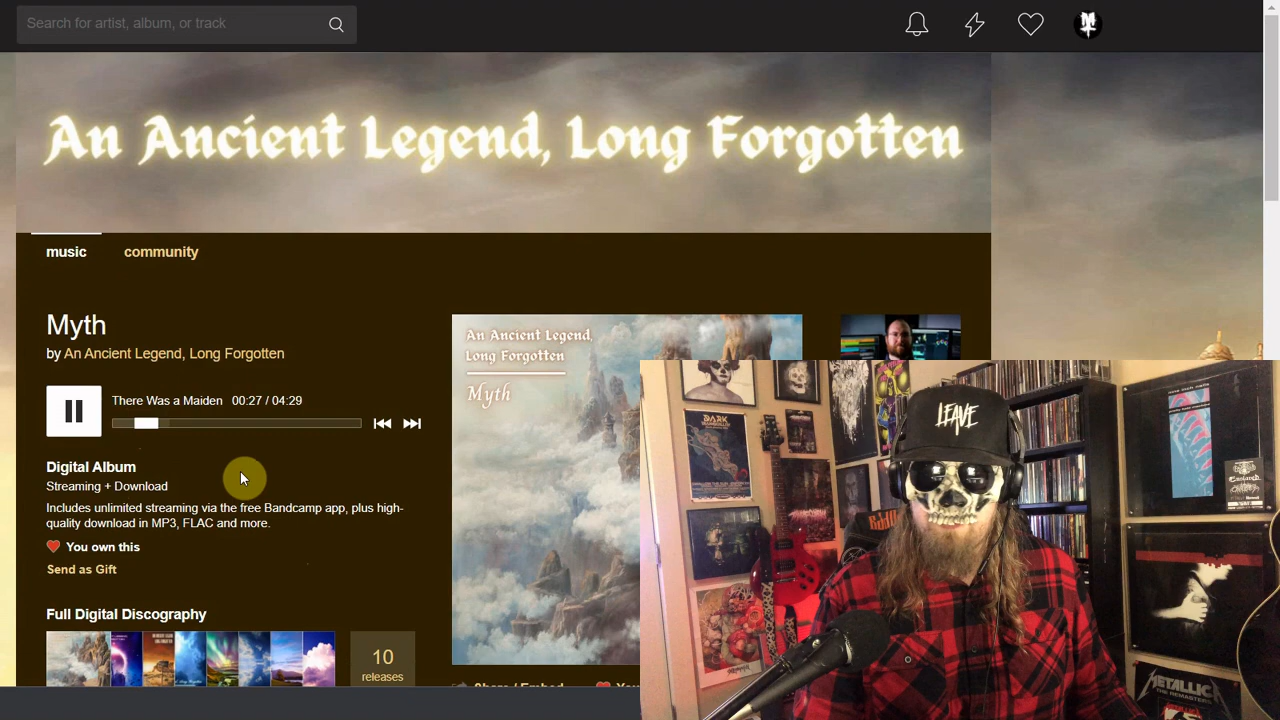 Search for artist, album, or track
An Ancient Legend, Long Forgotten
music
community
Myth
by An Ancient Legend, Long Forgotten
There Was a Maiden 00:27 / 04:29
Digital Album
Streaming + Download
Includes unlimited streaming via the free Bandcamp app, plus high-
quality download in MP3, FLAC and more.
You own this
Send as Gift
Full Digital Discography
10
releases
An Ancient Legend,
Long Forgotten
Myth
LEAVE
DARK
METALLICA
THE REMASTERED